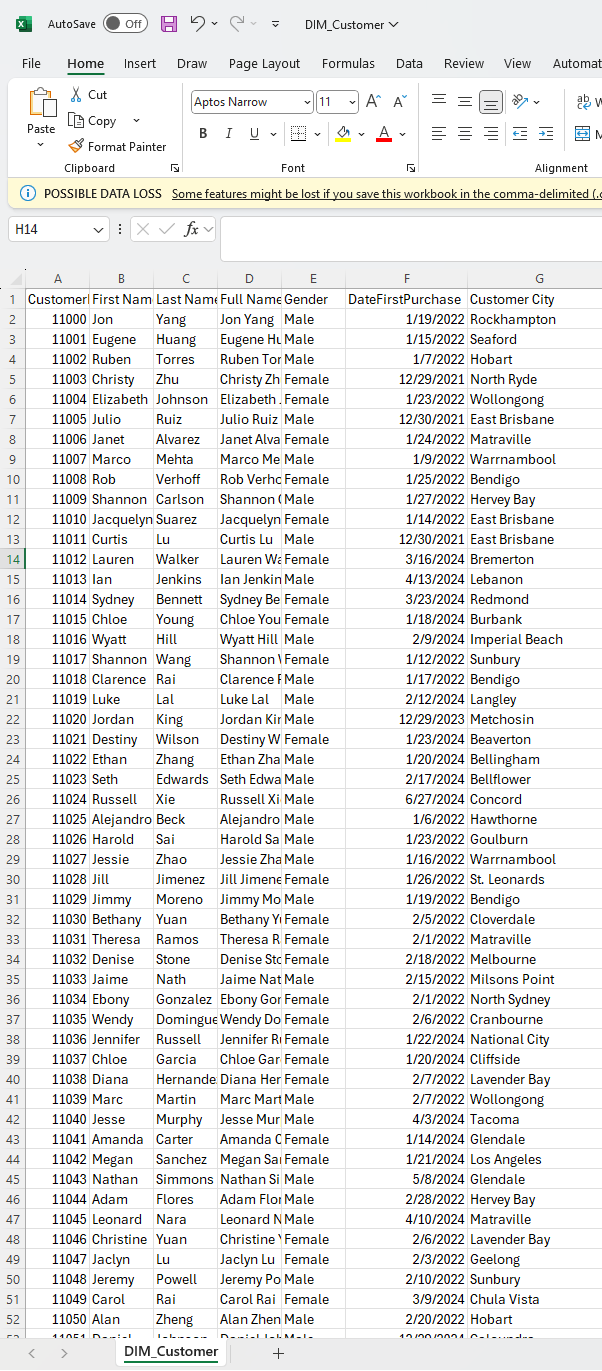 AutoSave Off DIM_Customer
File Home Insert Draw Page Layout Formulas Data Review View Automat
Paste Cut Copy Format Painter Aptos Narrow 11 A A B I U A ab W M
Clipboard Font Alignment
POSSIBLE DATA LOSS Some features might be lost if you save this workbook in the comma-delimited (.c
H14 fx
A B C D E F G
1 Customer First Nam Last Name Full Name Gender DateFirstPurchase Customer City
2 11000 Jon Yang Jon Yang Male 1/19/2022 Rockhampton
3 11001 Eugene Huang Eugene Hu Male 1/15/2022 Seaford
4 11002 Ruben Torres Ruben Tor Male 1/7/2022 Hobart
5 11003 Christy Zhu Christy Zh Female 12/29/2021 North Ryde
6 11004 Elizabeth Johnson Elizabeth Female 1/23/2022 Wollongong
7 11005 Julio Ruiz Julio Ruiz Male 12/30/2021 East Brisbane
8 11006 Janet Alvarez Janet Alva Female 1/24/2022 Matraville
9 11007 Marco Mehta Marco Me Male 1/9/2022 Warrnambool
10 11008 Rob Verhoff Rob Verho Female 1/25/2022 Bendigo
11 11009 Shannon Carlson Shannon Male 1/27/2022 Hervey Bay
12 11010 Jacquelyn Suarez Jacquelyn Female 1/14/2022 East Brisbane
13 11011 Curtis Lu Curtis Lu Male 12/30/2021 East Brisbane
14 11012 Lauren Walker Lauren Wa Female 3/16/2024 Bremerton
15 11013 Ian Jenkins Ian Jenkin Male 4/13/2024 Lebanon
16 11014 Sydney Bennett Sydney Be Female 3/23/2024 Redmond
17 11015 Chloe Young Chloe You Female 1/18/2024 Burbank
18 11016 Wyatt Hill Wyatt Hill Male 2/9/2024 Imperial Beach
19 11017 Shannon Wang Shannon Female 1/12/2022 Sunbury
20 11018 Clarence Rai Clarence Male 1/17/2022 Bendigo
21 11019 Luke Lal Luke Lal Male 2/12/2024 Langley
22 11020 Jordan King Jordan Kin Male 12/29/2023 Metchosin
23 11021 Destiny Wilson Destiny W Female 1/23/2024 Beaverton
24 11022 Ethan Zhang Ethan Zha Male 1/20/2024 Bellingham
25 11023 Seth Edwards Seth Edwa Male 2/17/2024 Bellflower
26 11024 Russell Xie Russell Xi Male 6/27/2024 Concord
27 11025 Alejandro Beck Alejandro Male 1/6/2022 Hawthorne
28 11026 Harold Sai Harold Sa Male 1/23/2022 Goulburn
29 11027 Jessie Zhao Jessie Zha Male 1/16/2022 Warrnambool
30 11028 Jill Jimenez Jill Jimene Female 1/26/2022 St. Leonards
31 11029 Jimmy Moreno Jimmy Mo Male 1/19/2022 Bendigo
32 11030 Bethany Yuan Bethany Y Female 2/5/2022 Cloverdale
33 11031 Theresa Ramos Theresa R Female 2/1/2022 Matraville
34 11032 Denise Stone Denise Sto Female 2/18/2022 Melbourne
35 11033 Jaime Nath Jaime Nat Male 2/15/2022 Milsons Point
36 11034 Ebony Gonzalez Ebony Gon Female 2/1/2022 North Sydney
37 11035 Wendy Domingue Wendy Do Female 2/6/2022 Cranbourne
38 11036 Jennifer Russell Jennifer R Female 1/22/2024 National City
39 11037 Chloe Garcia Chloe Gar Female 1/20/2024 Cliffside
40 11038 Diana Hernande Diana Her Female 2/7/2022 Lavender Bay
41 11039 Marc Martin Marc Mart Male 2/7/2022 Wollongong
42 11040 Jesse Murphy Jesse Mur Male 4/3/2024 Tacoma
43 11041 Amanda Carter Amanda C Female 1/14/2024 Glendale
44 11042 Megan Sanchez Megan Sa Female 1/21/2024 Los Angeles
45 11043 Nathan Simmons Nathan Si Male 5/8/2024 Glendale
46 11044 Adam Flores Adam Flor Male 2/28/2022 Hervey Bay
47 11045 Leonard Nara Leonard N Male 4/10/2024 Matraville
48 11046 Christine Yuan Christine Female 2/6/2022 Lavender Bay
49 11047 Jaclyn Lu Jaclyn Lu Female 2/3/2022 Geelong
50 11048 Jeremy Powell Jeremy Po Male 2/10/2022 Sunbury
51 11049 Carol Rai Carol Rai Female 3/9/2024 Chula Vista
52 11050 Alan Zheng Alan Zhen Male 2/20/2022 Hobart
DIM_Customer